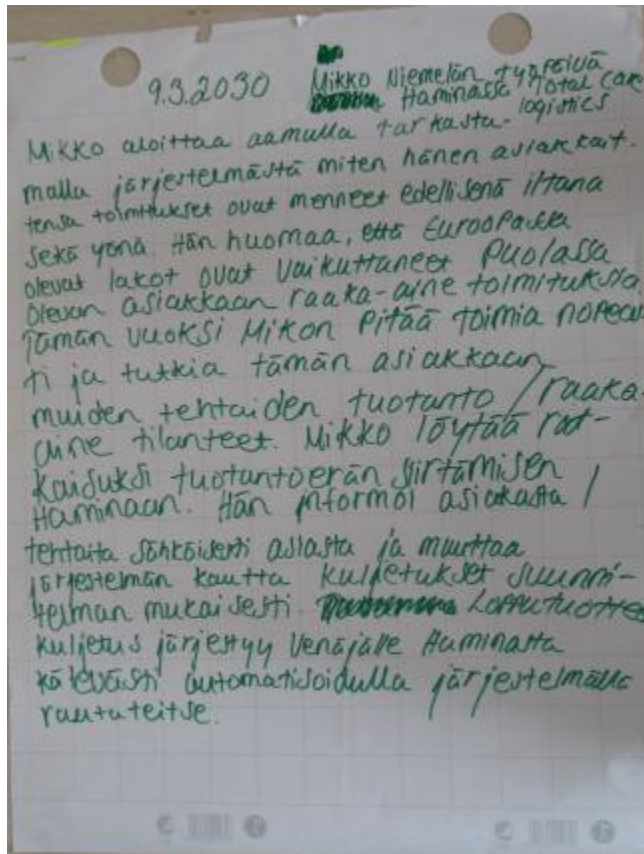 9.3.2030 Mikko Niemelän työpäivä
Haminassa Total care
logistics
Mikko aloittaa aamulla tarkasta-
malla järjestelmästä miten hänen asiakkait-
tensa toimitukset ovat menneet edellisenä iltana
sekä yönä. Hän huomaa, että Euroopassa
olevat lakot ovat vaikuttaneet Puolassa
olevan asiakkaan raaka-aine toimituksia.
Tämän vuoksi Mikon pitää toimia nopeas
ti ja tutkia tämän asiakkaan
muiden tehtaiden tuotanto / raaka-
aine tilanteet. Mikko löytää rat-
kaisuksi tuotantoerän siirtämisen
Haminaan. Hän informoi asiakasta /
tehtaita sähköisesti asiasta ja muuttaa
järjestelmän kautta kuljetukset suunni-
telman mukaisesti. Lopputuottee
kuljetus järjestyy Venäjälle Haminasta
kätevästi automatisoidulla järjestelmällä
rautateitse.